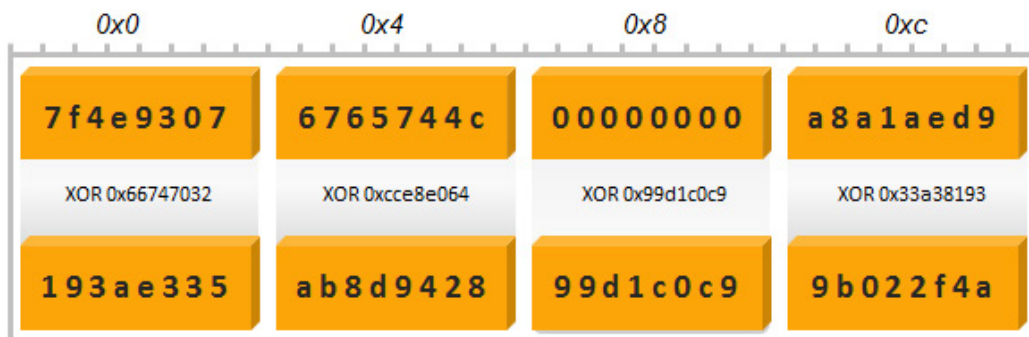 0x0 0x4 0x8 0xc
7f4e9307 6765744c 00000000 a8a1aed9
XOR 0x66747032 XOR 0xcce8e064 XOR 0x99d1c0c9 XOR 0x33a38193
193ae335 ab8d9428 99d1c0c9 9b022f4a